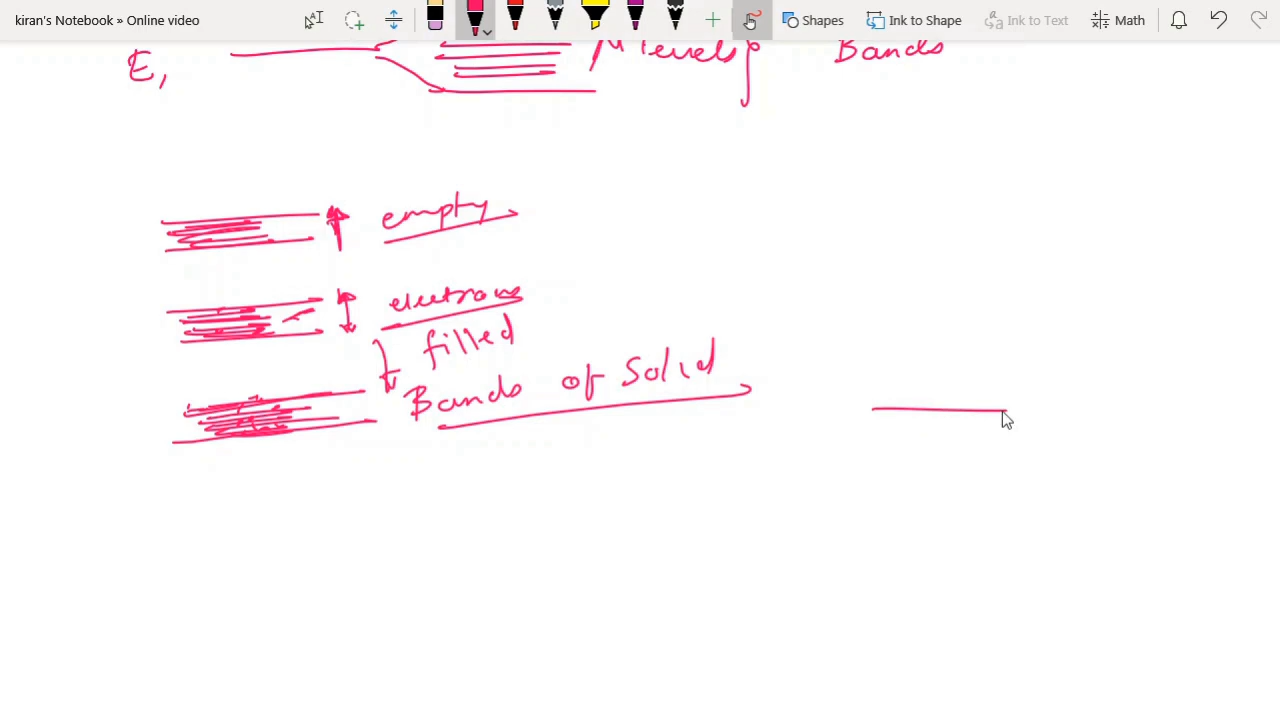 kiran's Notebook » Online video
Shapes
Ink to Shape
Ink to Text
Math
E,
levels
Bands
empty
electrons
filled
Bands of Solid